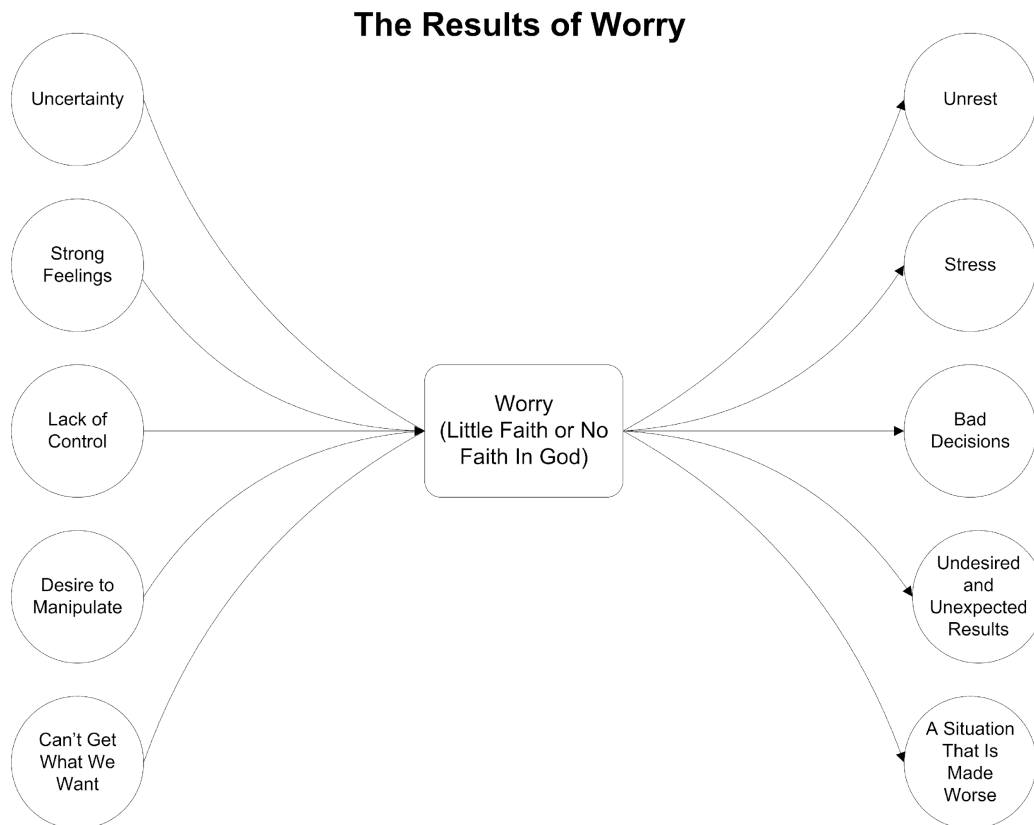 The Results of Worry
Uncertainty
Strong
Feelings
Lack of
Control
Desire to
Manipulate
Can't Get
What We
Want
Worry
(Little Faith or No
Faith In God)
Unrest
Stress
Bad
Decisions
Undesired
and
Unexpected
Results
A Situation
That Is
Made
Worse